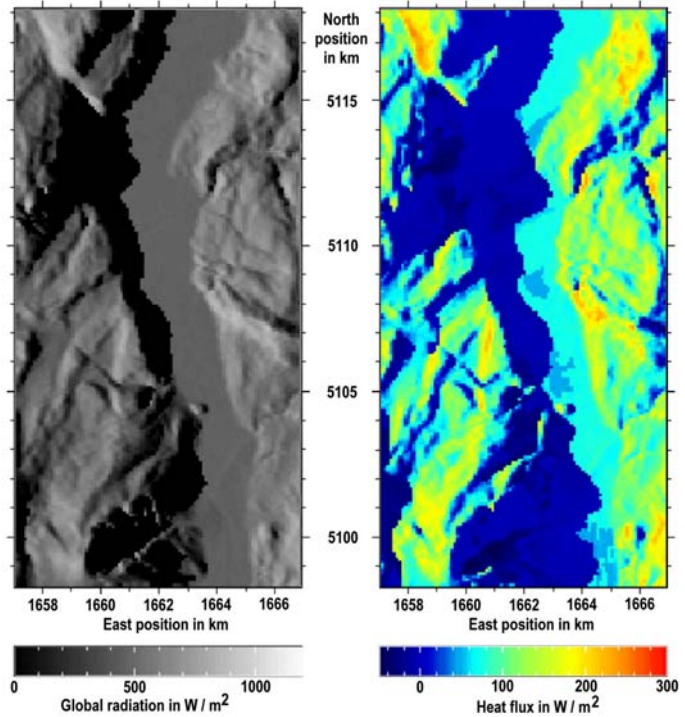 North
position
in km
5115
5110
5105
5100
1658 1660 1662 1664 1666
East position in km
1658 1660 1662 1664 1666
East position in km
0 500 1000
Global radiation in W / m²
0 100 200 300
Heat flux in W / m²